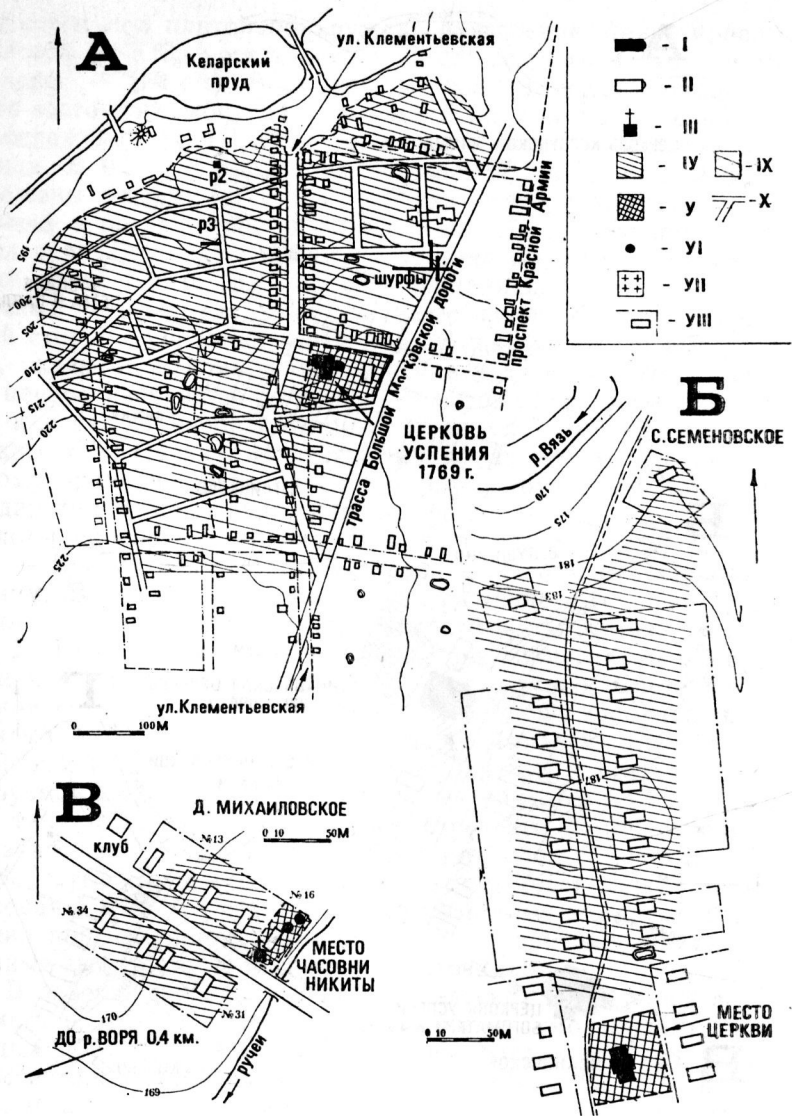 А
ул. Клементьевская
Келарский
пруд
р2
р3
шурфы
195
200
205
210
215
220
225
трасса Большой Московской дороги
проспект Красной Армии
ЦЕРКОВЬ
УСПЕНИЯ
1769 г.
ул.Клементьевская
0 100М
- I
- II
- III
- IУ
- У
- УI
- УII
- УIII
- IX
- X
Б
С.СЕМЕНОВСКОЕ
р. Вязь
170
175
181
183
187
МЕСТО
ЦЕРКВИ
0 10 50М
В
Д. МИХАИЛОВСКОЕ
0 10 50М
клуб
№13
№16
№34
№31
МЕСТО
ЧАСОВНИ
НИКИТЫ
170
ДО р.ВОРЯ 0,4 км.
169
ручей